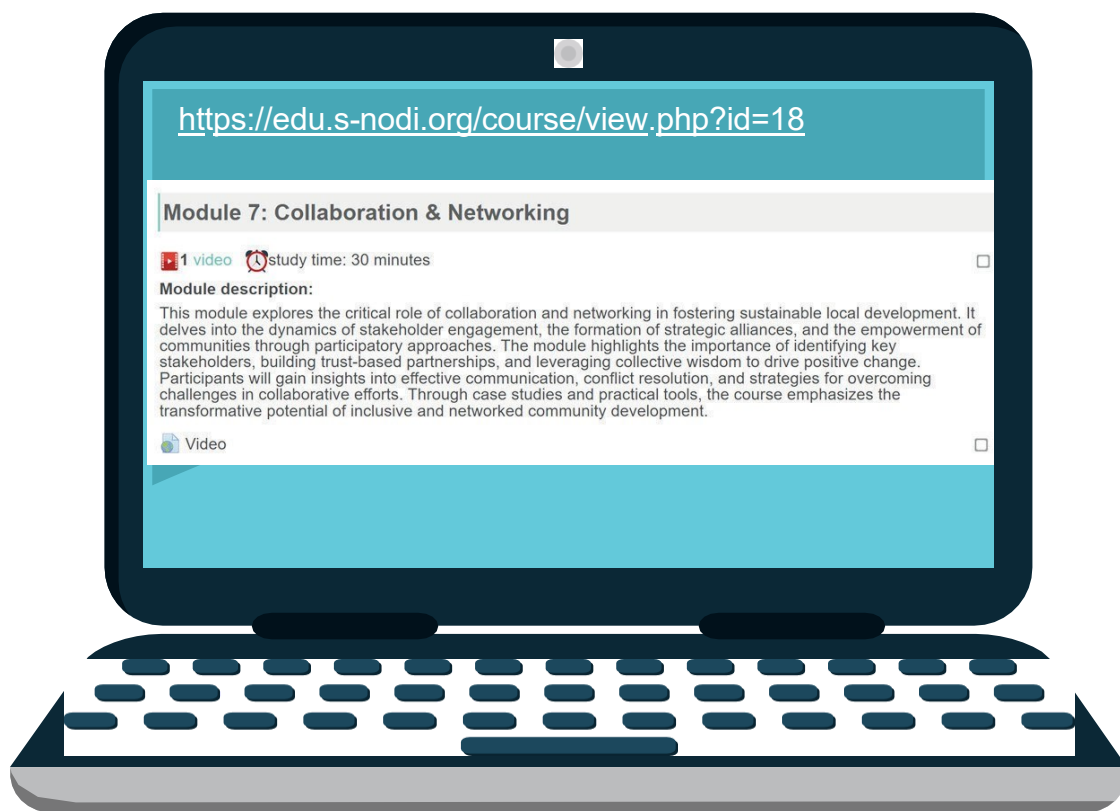 https://edu.s-nodi.org/course/view.php?id=18
Module 7: Collaboration & Networking
1 video study time: 30 minutes
Module description:
This module explores the critical role of collaboration and networking in fostering sustainable local development. It
delves into the dynamics of stakeholder engagement, the formation of strategic alliances, and the empowerment of
communities through participatory approaches. The module highlights the importance of identifying key
stakeholders, building trust-based partnerships, and leveraging collective wisdom to drive positive change.
Participants will gain insights into effective communication, conflict resolution, and strategies for overcoming
challenges in collaborative efforts. Through case studies and practical tools, the course emphasizes the
transformative potential of inclusive and networked community development.
Video